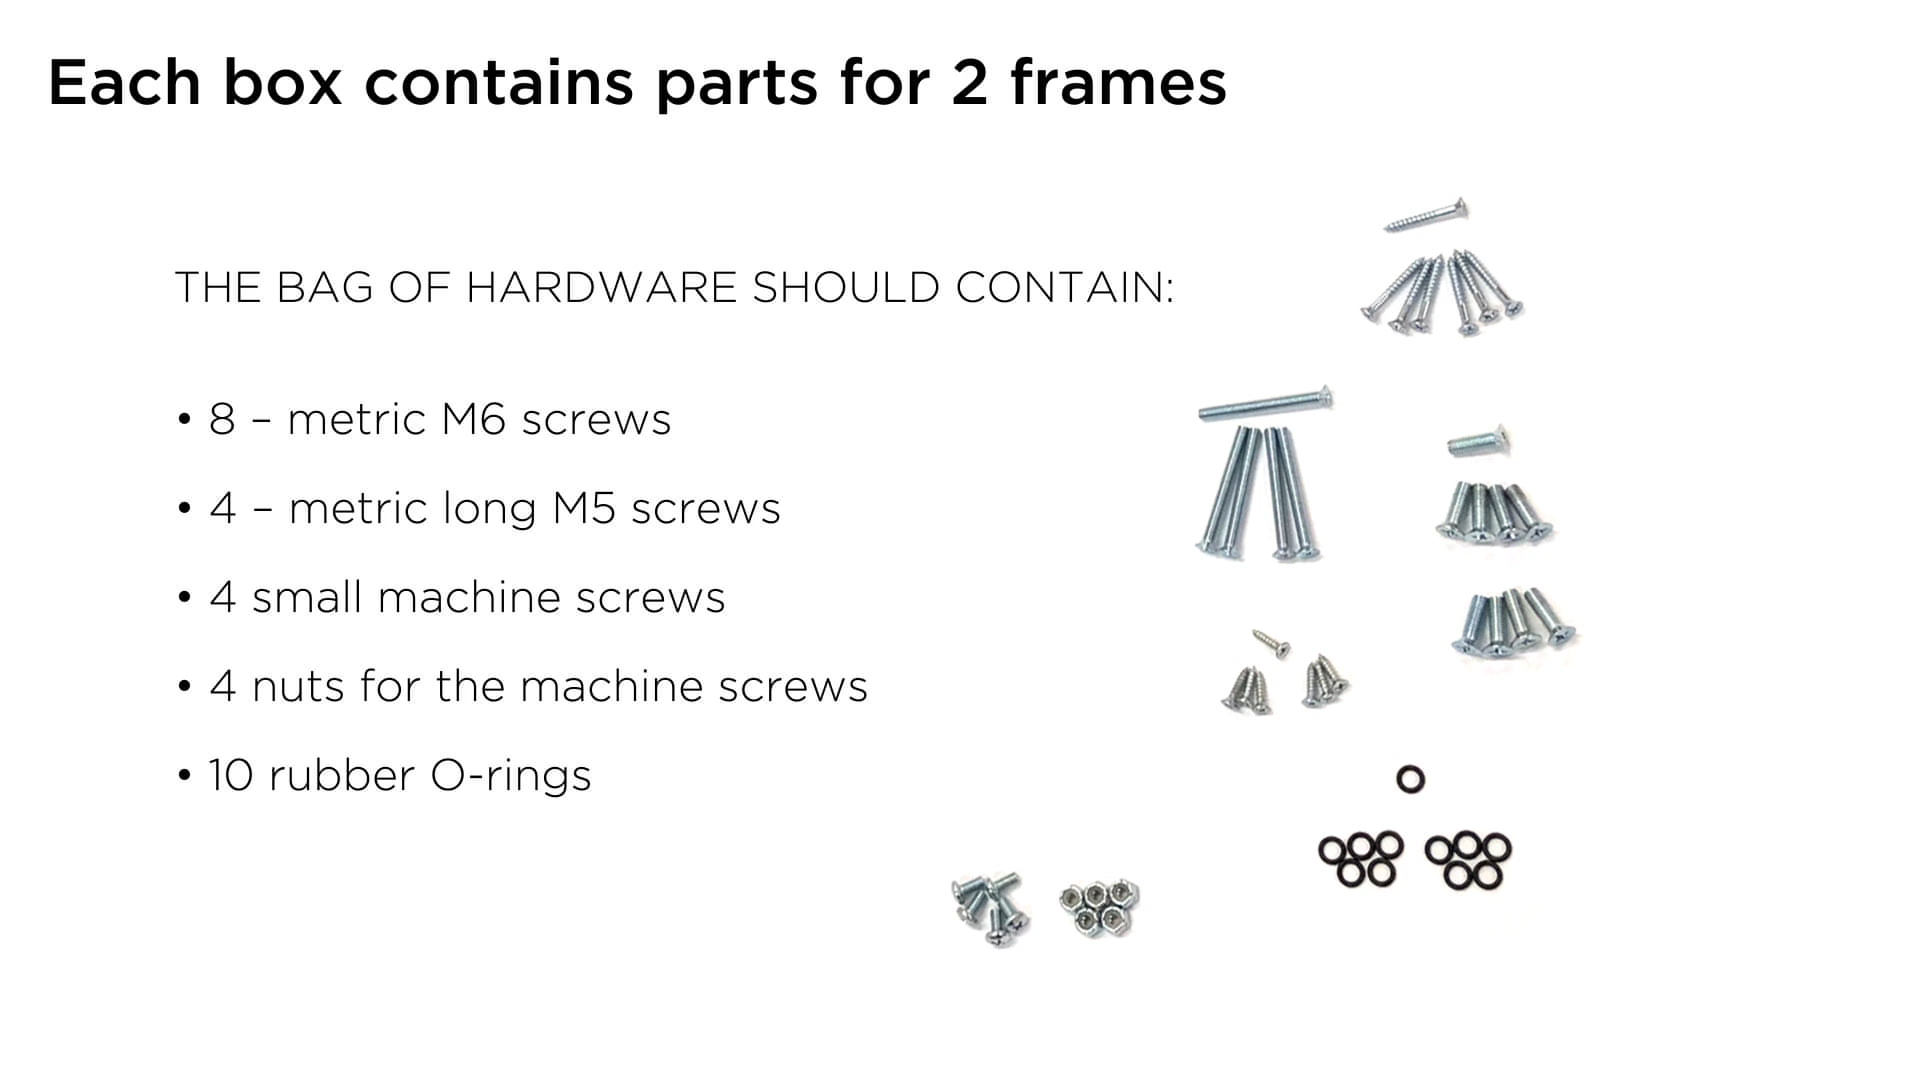 Each box contains parts for 2 frames
THE BAG OF HARDWARE SHOULD CONTAIN:
• 8 – metric M6 screws
• 4 – metric long M5 screws
• 4 small machine screws
• 4 nuts for the machine screws
• 10 rubber O-rings